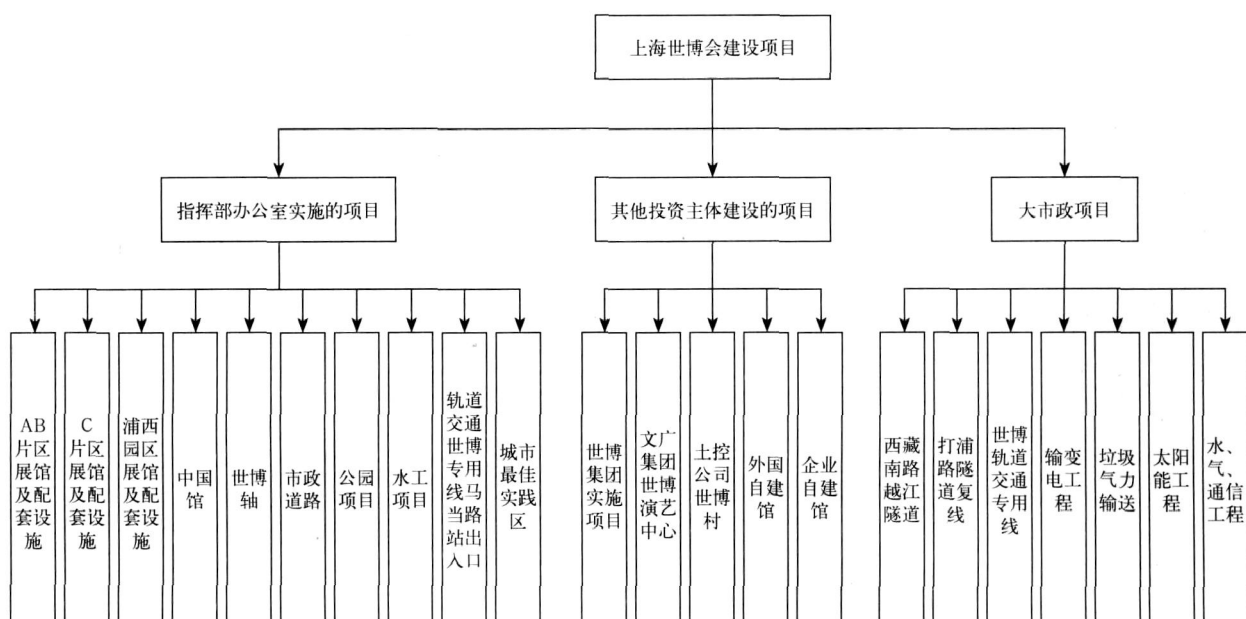 上海世博会建设项目
指挥部办公室实施的项目
其他投资主体建设的项目
大市政项目
AB
片区
展馆
及配
套设
施
C
片区
展馆
及配
套设
施
浦西
园区
展馆
及配
套设
施
中国
馆
世博
轴
市政
道路
公园
项目
水工
项目
轨道
交通
世博
专用
线马
当路
站出
入口
城市
最佳
实践
区
世博
集团
实施
项目
文广
集团
世博
演艺
中心
土控
公司
世博
村
外国
自建
馆
企业
自建
馆
西藏
南路
越江
隧道
打浦
路隧
道复
线
世博
轨道
交通
专用
线
输变
电工
程
垃圾
气力
输送
太阳
能工
程
水、
气、
通信
工程